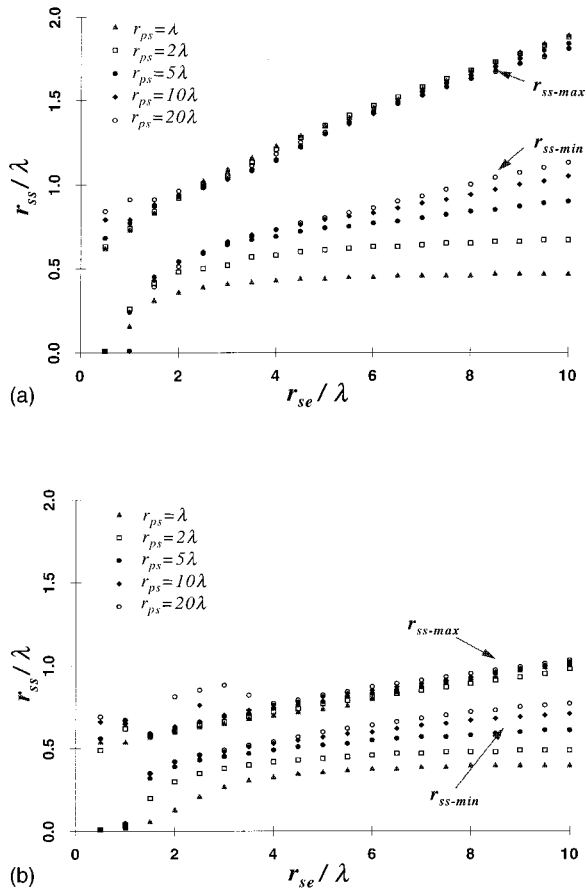 2.0
r_ps=λ
r_ps=2λ
r_ps=5λ
r_ps=10λ
r_ps=20λ
r_ss-max
1.5
r_ss-min
r_ss / λ
1.0
0.5
0.0
0 2 4 6 8 10
(a)
r_se / λ
2.0
r_ps=λ
r_ps=2λ
r_ps=5λ
r_ps=10λ
r_ps=20λ
1.5
r_ss-max
r_ss / λ
1.0
0.5
r_ss-min
0.0
0 2 4 6 8 10
(b)
r_se / λ